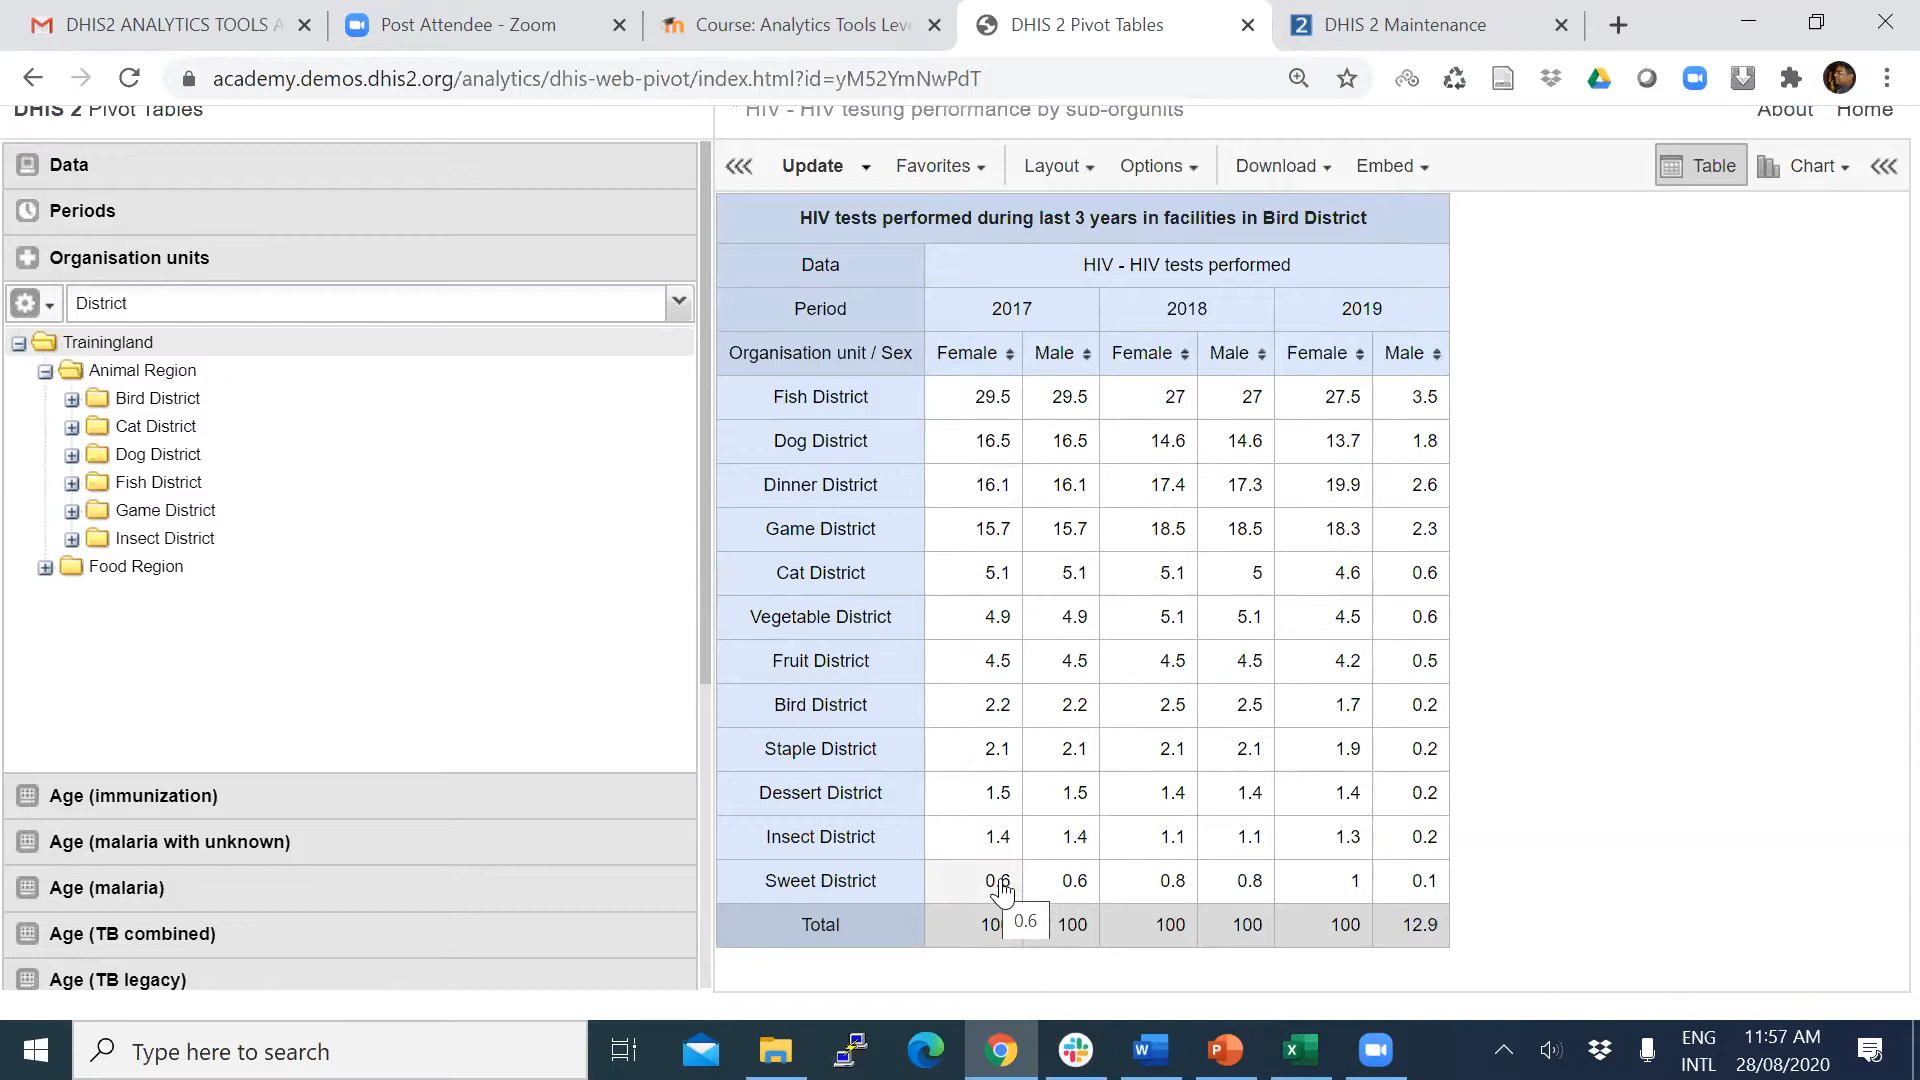 DHIS2 ANALYTICS TOOLS A
Post Attendee - Zoom
Course: Analytics Tools Lev
DHIS 2 Pivot Tables
DHIS 2 Maintenance
academy.demos.dhis2.org/analytics/dhis-web-pivot/index.html?id=yM52YmNwPdT
DHIS 2 Pivot Tables
* HIV - HIV testing performance by sub-orgunits
About Home
Data
Periods
Organisation units
District
Trainingland
Animal Region
Bird District
Cat District
Dog District
Fish District
Game District
Insect District
Food Region
Age (immunization)
Age (malaria with unknown)
Age (malaria)
Age (TB combined)
Age (TB legacy)
Update Favorites Layout Options Download Embed Table Chart
HIV tests performed during last 3 years in facilities in Bird District
Data HIV - HIV tests performed
Period 2017 2018 2019
Organisation unit / Sex Female Male Female Male Female Male
Fish District 29.5 29.5 27 27 27.5 3.5
Dog District 16.5 16.5 14.6 14.6 13.7 1.8
Dinner District 16.1 16.1 17.4 17.3 19.9 2.6
Game District 15.7 15.7 18.5 18.5 18.3 2.3
Cat District 5.1 5.1 5.1 5 4.6 0.6
Vegetable District 4.9 4.9 5.1 5.1 4.5 0.6
Fruit District 4.5 4.5 4.5 4.5 4.2 0.5
Bird District 2.2 2.2 2.5 2.5 1.7 0.2
Staple District 2.1 2.1 2.1 2.1 1.9 0.2
Dessert District 1.5 1.5 1.4 1.4 1.4 0.2
Insect District 1.4 1.4 1.1 1.1 1.3 0.2
Sweet District 0.6 0.6 0.8 0.8 1 0.1
0.6
Total 100 100 100 100 100 12.9
Type here to search
ENG
INTL
11:57 AM
28/08/2020